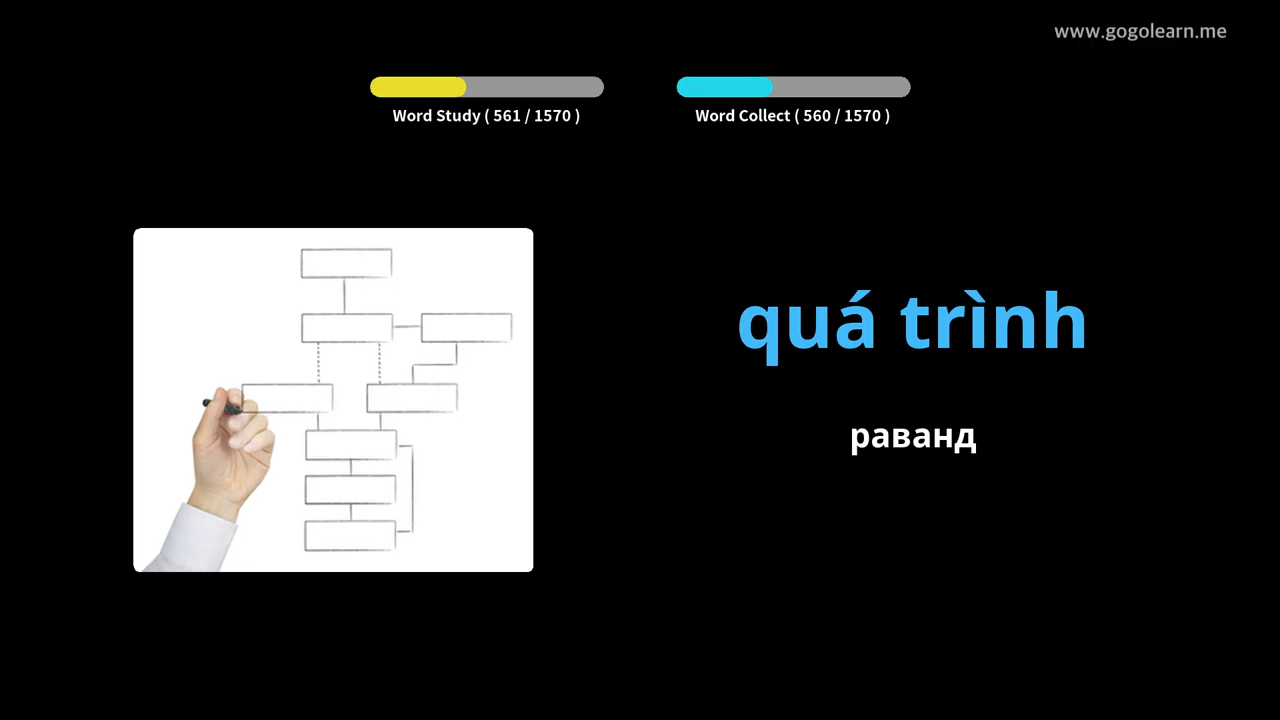 www.gogolearn.me
Word Study ( 561 / 1570 )
Word Collect ( 560 / 1570 )
quá trình
раванд